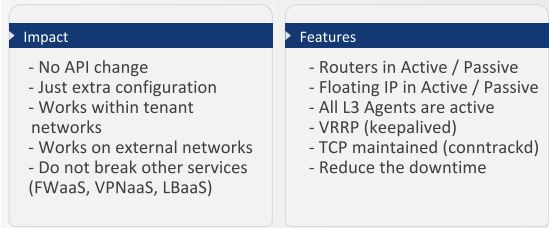 Impact
- No API change
- Just extra configuration
- Works within tenant
networks
- Works on external networks
- Do not break other services
(FWaaS, VPNaaS, LBaaS)
Features
- Routers in Active / Passive
- Floating IP in Active / Passive
- All L3 Agents are active
- VRRP (keepalived)
- TCP maintained (conntrackd)
- Reduce the downtime